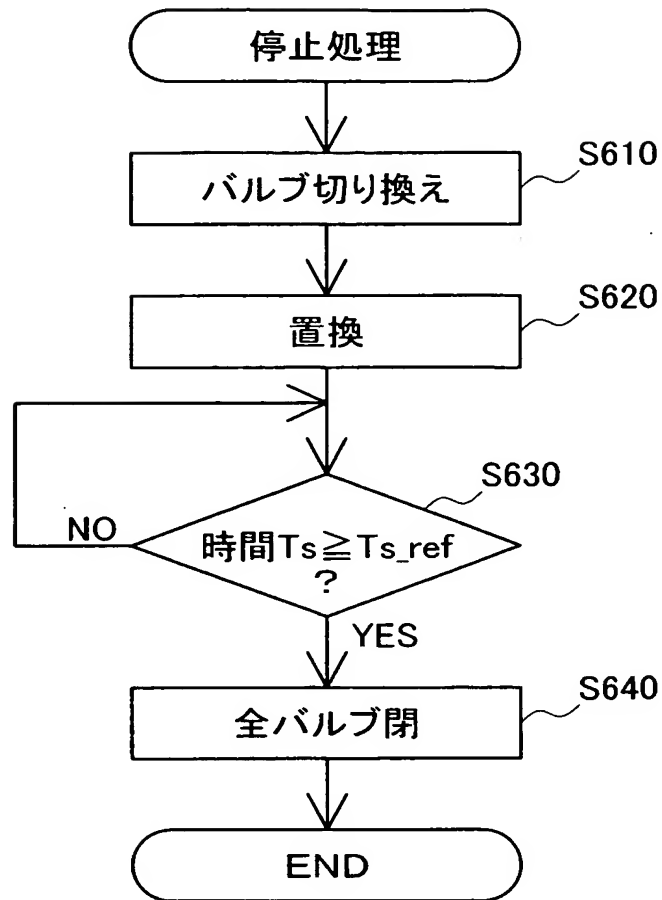 停止処理
S610
バルブ切り換え
S620
置換
S630
時間Ts≧Ts_ref
?
NO
YES
S640
全バルブ閉
END